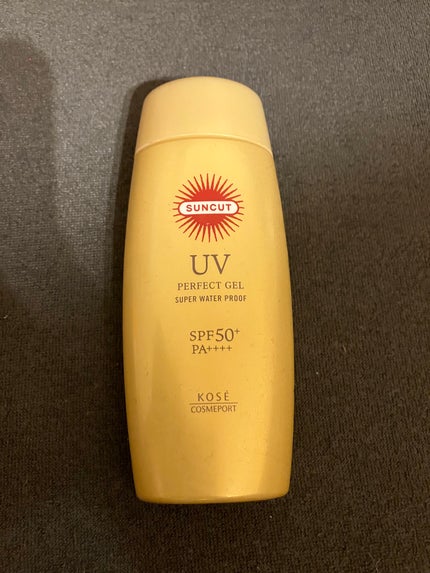 SUNCUT
UV
PERFECT GEL
SUPER WATER PROOF
SPF50+
PA++++
KOSÉ
COSMEPORT